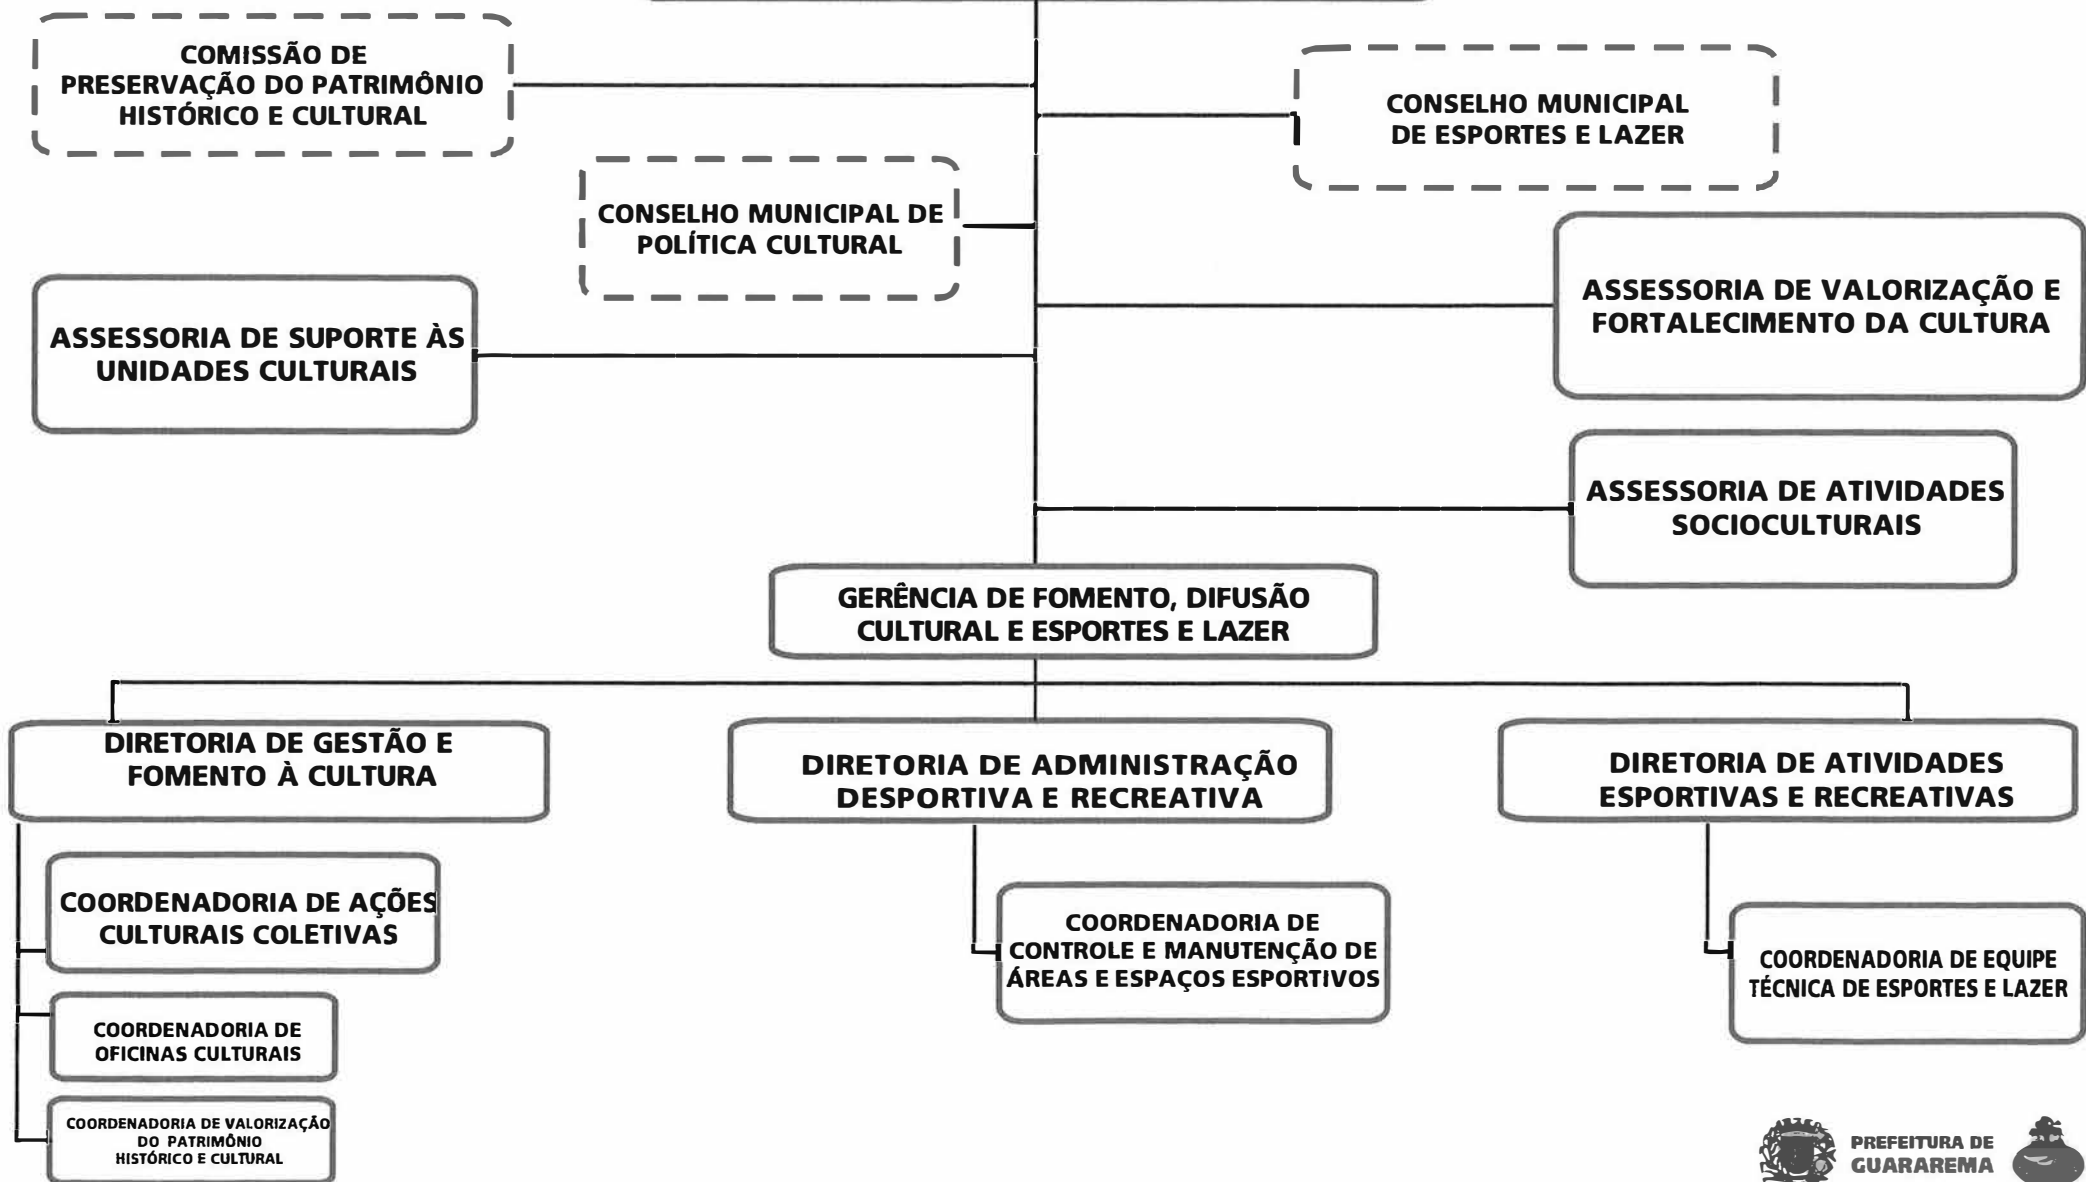 COMISSÃO DE
PRESERVAÇÃO DO PATRIMÔNIO
HISTÓRICO E CULTURAL
CONSELHO MUNICIPAL
DE ESPORTES E LAZER
CONSELHO MUNICIPAL DE
POLÍTICA CULTURAL
ASSESSORIA DE VALORIZAÇÃO E
FORTALECIMENTO DA CULTURA
ASSESSORIA DE SUPORTE ÀS
UNIDADES CULTURAIS
ASSESSORIA DE ATIVIDADES
SOCIOCULTURAIS
GERÊNCIA DE FOMENTO, DIFUSÃO
CULTURAL E ESPORTES E LAZER
DIRETORIA DE GESTÃO E
FOMENTO À CULTURA
DIRETORIA DE ADMINISTRAÇÃO
DESPORTIVA E RECREATIVA
DIRETORIA DE ATIVIDADES
ESPORTIVAS E RECREATIVAS
COORDENADORIA DE AÇÕES
CULTURAIS COLETIVAS
COORDENADORIA DE
OFICINAS CULTURAIS
COORDENADORIA DE VALORIZAÇÃO
DO PATRIMÔNIO
HISTÓRICO E CULTURAL
COORDENADORIA DE
CONTROLE E MANUTENÇÃO DE
ÁREAS E ESPAÇOS ESPORTIVOS
COORDENADORIA DE EQUIPE
TÉCNICA DE ESPORTES E LAZER
PREFEITURA DE
GUARAREMA